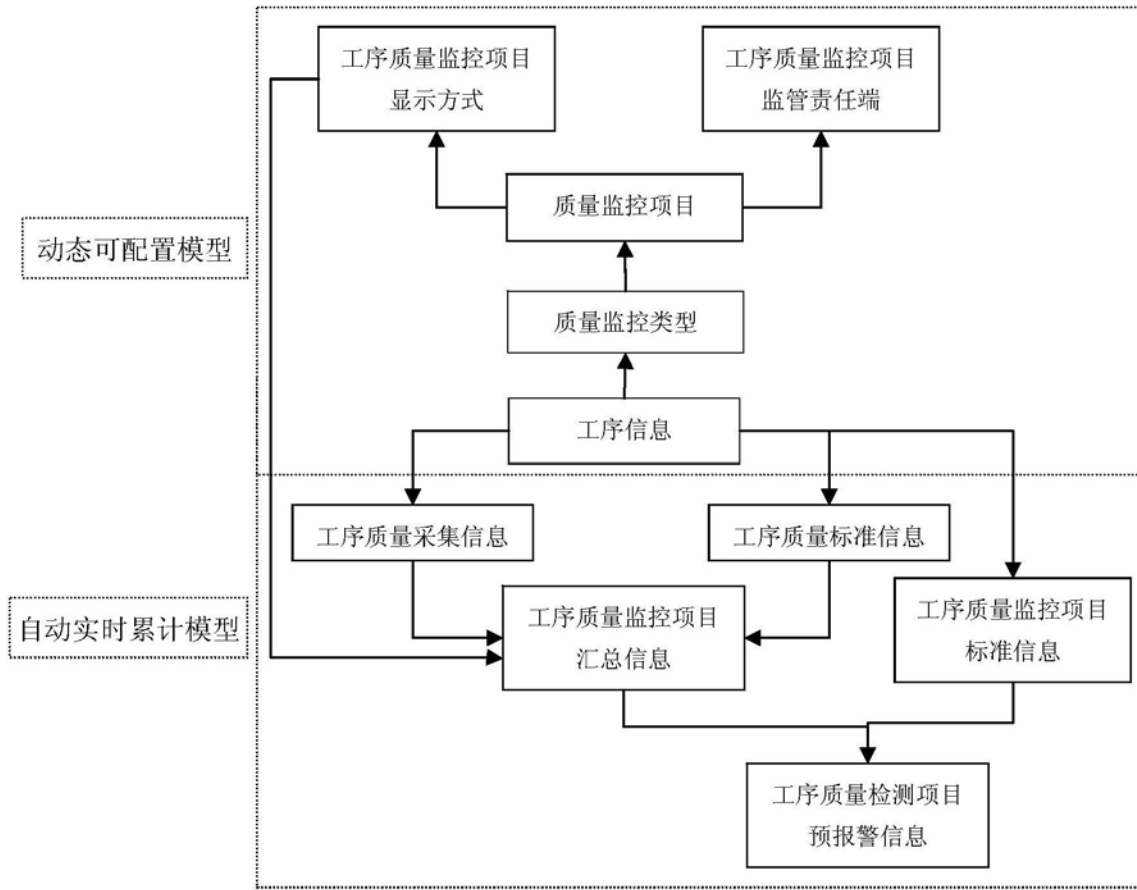 工序质量监控项目
显示方式
工序质量监控项目
监管责任端
质量监控项目
动态可配置模型
质量监控类型
工序信息
工序质量采集信息
工序质量标准信息
工序质量监控项目
汇总信息
工序质量监控项目
标准信息
自动实时累计模型
工序质量检测项目
预报警信息